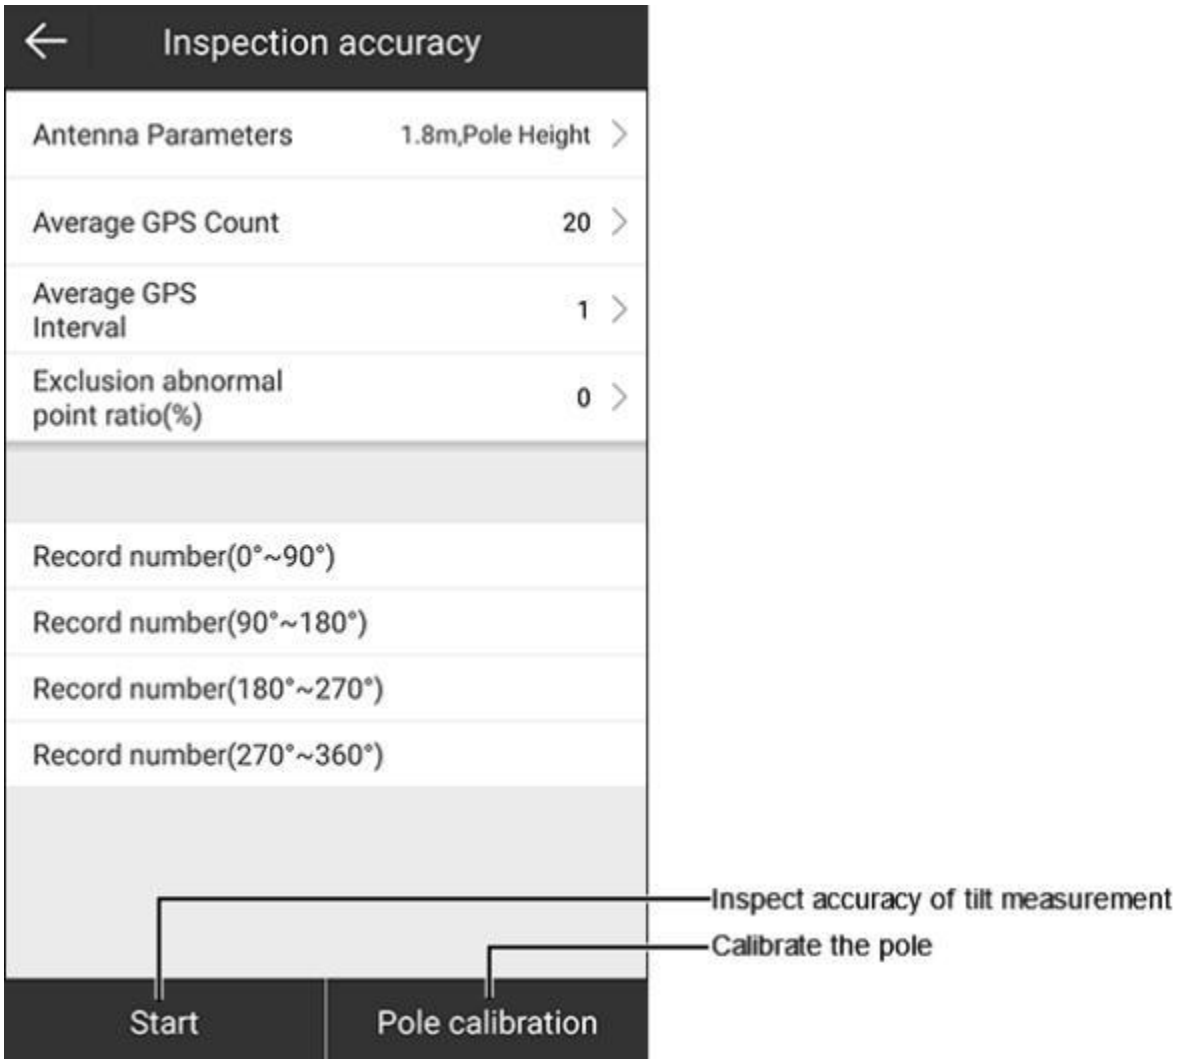 Inspection accuracy
Antenna Parameters 1.8m,Pole Height
Average GPS Count 20
Average GPS
Interval 1
Exclusion abnormal
point ratio(%) 0
Record number(0°~90°)
Record number(90°~180°)
Record number(180°~270°)
Record number(270°~360°)
Inspect accuracy of tilt measurement
Calibrate the pole
Start Pole calibration